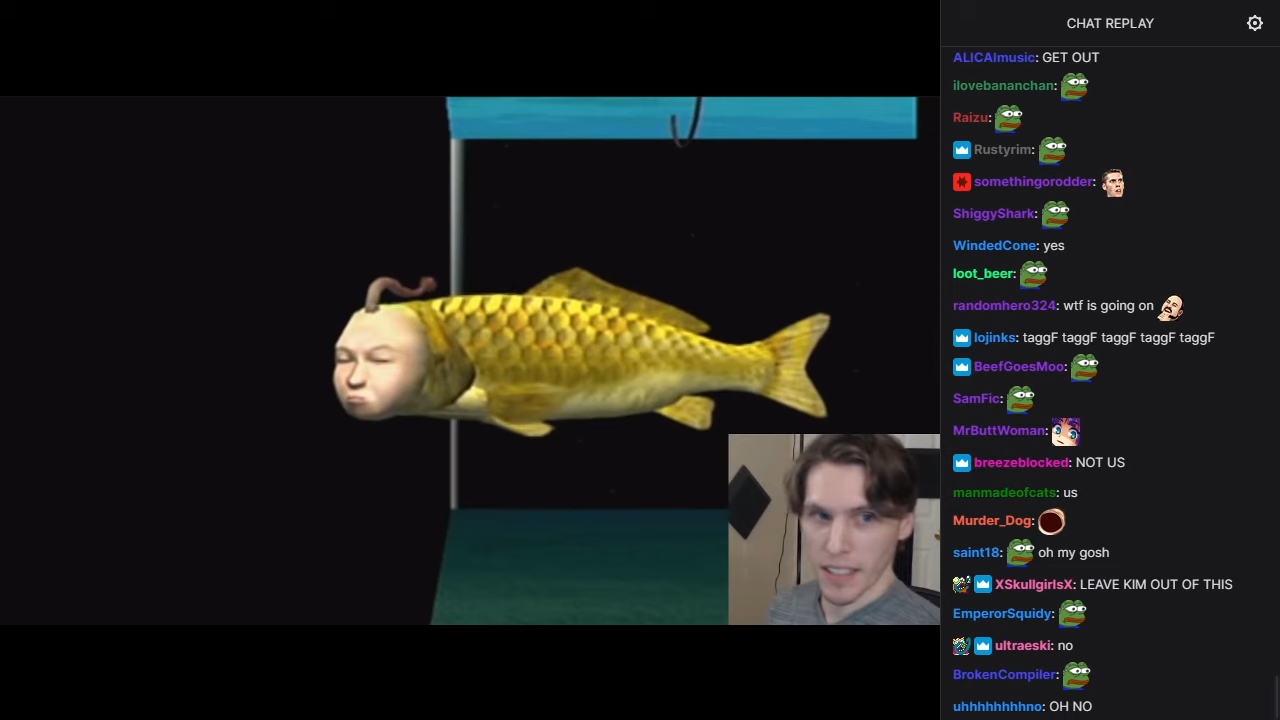 CHAT REPLAY
ALICAImusic: GET OUT
ilovebananchan:
Raizu:
Rustyrim:
somethingorodder:
ShiggyShark:
WindedCone: yes
loot_beer:
randomhero324: wtf is going on
lojinks: taggF taggF taggF taggF taggF
BeefGoesMoo:
SamFic:
MrButtWoman:
breezeblocked: NOT US
manmadeofcats: us
Murder_Dog:
saint18: oh my gosh
XSkullgirlsX: LEAVE KIM OUT OF THIS
EmperorSquidy:
ultraeski: no
BrokenCompiler:
uhhhhhhhhno: OH NO